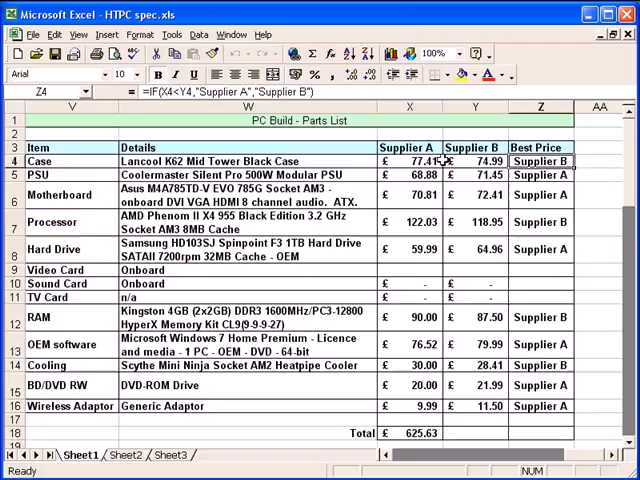 Microsoft Excel - HTPC spec.xls
File Edit View Insert Format Tools Data Window Help
100%
Arial 10 B I U
Z4 =IF(X4<Y4,"Supplier A","Supplier B")
V W X Y Z AA
1 PC Build - Parts List
2
3 Item Details Supplier A Supplier B Best Price
4 Case Lancool K62 Mid Tower Black Case £ 77.41 £ 74.99 Supplier B
5 PSU Coolermaster Silent Pro 500W Modular PSU £ 68.88 £ 71.45 Supplier A
Asus M4A785TD-V EVO 785G Socket AM3 -
6 Motherboard onboard DVI VGA HDMI 8 channel audio. ATX. £ 70.81 £ 72.41 Supplier A
AMD Phenom II X4 955 Black Edition 3.2 GHz
7 Processor Socket AM3 8MB Cache £ 122.03 £ 118.95 Supplier B
Samsung HD103SJ Spinpoint F3 1TB Hard Drive
8 Hard Drive SATAII 7200rpm 32MB Cache - OEM £ 59.99 £ 64.96 Supplier A
9 Video Card Onboard
10 Sound Card Onboard £ - £ -
11 TV Card n/a £ - £ -
Kingston 4GB (2x2GB) DDR3 1600MHz/PC3-12800
12 RAM HyperX Memory Kit CL9(9-9-9-27) £ 90.00 £ 87.50 Supplier B
Microsoft Windows 7 Home Premium - Licence
13 OEM software and media - 1 PC - OEM - DVD - 64-bit £ 76.52 £ 79.99 Supplier A
14 Cooling Scythe Mini Ninja Socket AM2 Heatpipe Cooler £ 30.00 £ 28.41 Supplier B
15 BD/DVD RW DVD-ROM Drive £ 20.00 £ 21.99 Supplier A
16 Wireless Adaptor Generic Adaptor £ 9.99 £ 11.50 Supplier A
17
18 Total £ 625.63
19
Sheet1 Sheet2 Sheet3
Ready NUM